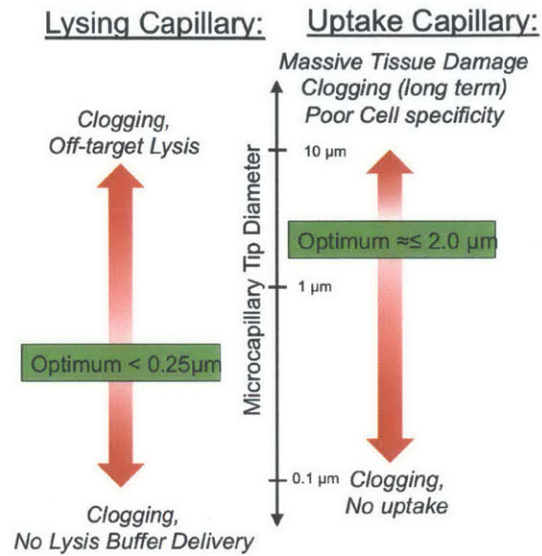 Lysing Capillary:
Uptake Capillary:
Massive Tissue Damage
Clogging (long term)
Poor Cell specificity
Clogging,
Off-target Lysis
10 µm
Optimum ≈≤ 2.0 µm
Microcapillary Tip Diameter
1 µm
Optimum < 0.25µm
0.1 µm
Clogging,
No uptake
Clogging,
No Lysis Buffer Delivery